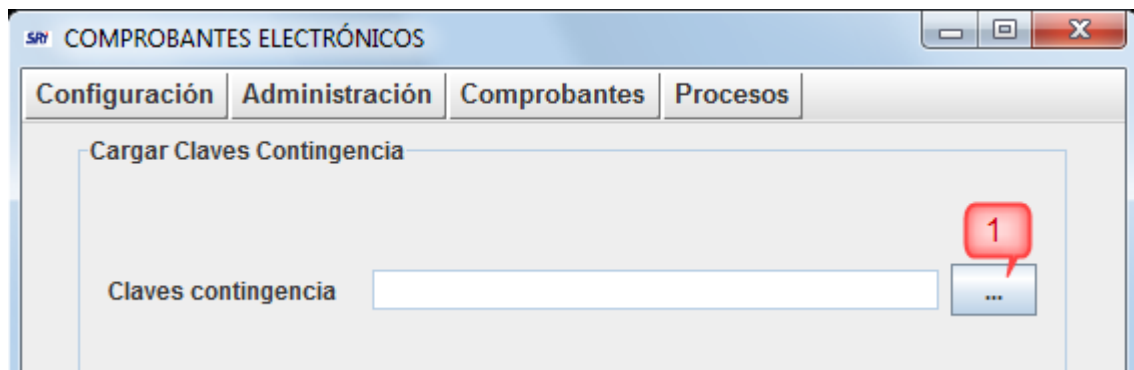 SRi COMPROBANTES ELECTRÓNICOS
Configuración Administración Comprobantes Procesos
Cargar Claves Contingencia
1
Claves contingencia ...